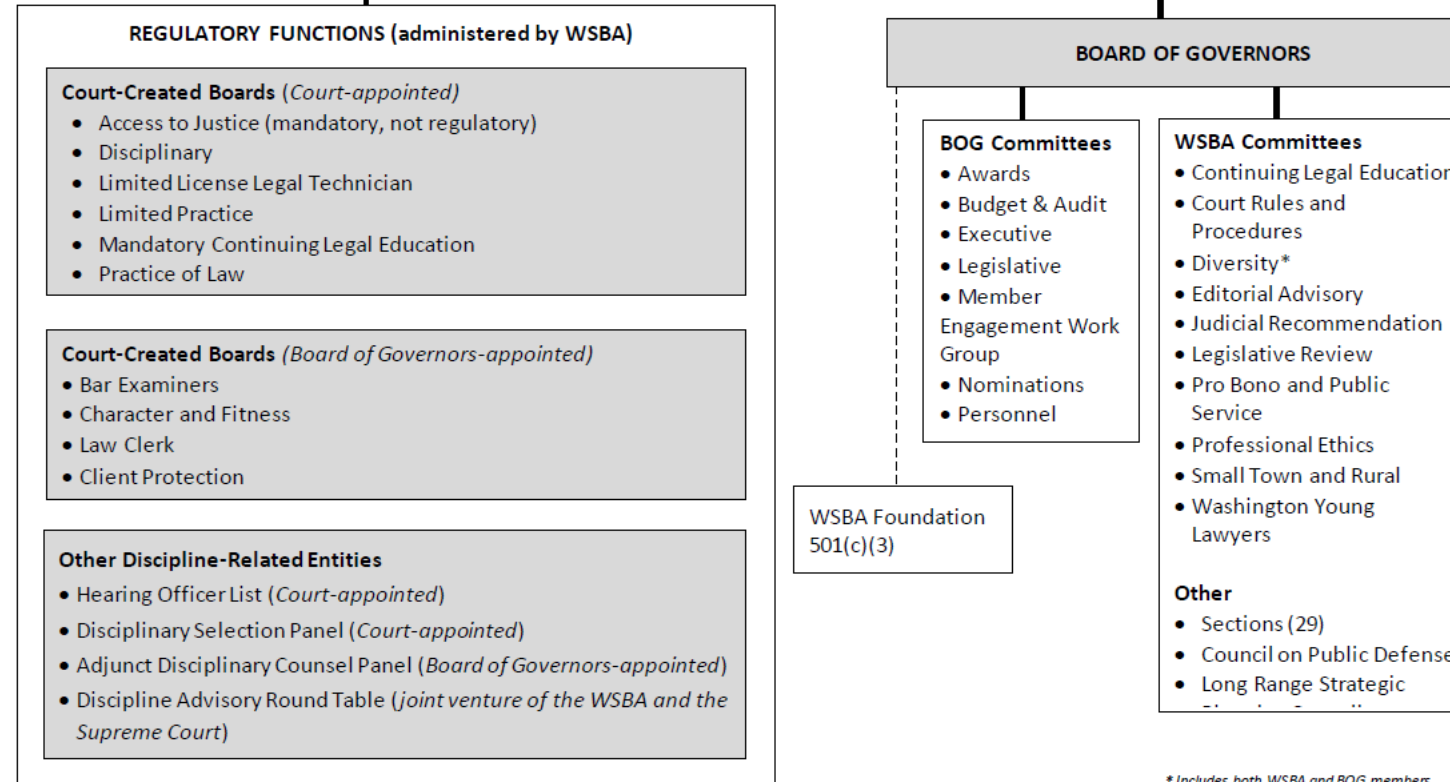 REGULATORY FUNCTIONS (administered by WSBA)
Court-Created Boards (Court-appointed)
• Access to Justice (mandatory, not regulatory)
• Disciplinary
• Limited License Legal Technician
• Limited Practice
• Mandatory Continuing Legal Education
• Practice of Law
Court-Created Boards (Board of Governors-appointed)
• Bar Examiners
• Character and Fitness
• Law Clerk
• Client Protection
Other Discipline-Related Entities
• Hearing Officer List (Court-appointed)
• Disciplinary Selection Panel (Court-appointed)
• Adjunct Disciplinary Counsel Panel (Board of Governors-appointed)
• Discipline Advisory Round Table (joint venture of the WSBA and the
Supreme Court)
BOARD OF GOVERNORS
BOG Committees
• Awards
• Budget & Audit
• Executive
• Legislative
• Member
Engagement Work
Group
• Nominations
• Personnel
WSBA Foundation
501(c)(3)
WSBA Committees
• Continuing Legal Education
• Court Rules and
Procedures
• Diversity*
• Editorial Advisory
• Judicial Recommendation
• Legislative Review
• Pro Bono and Public
Service
• Professional Ethics
• Small Town and Rural
• Washington Young
Lawyers
Other
• Sections (29)
• Council on Public Defense
• Long Range Strategic
* Includes both WSBA and BOG members